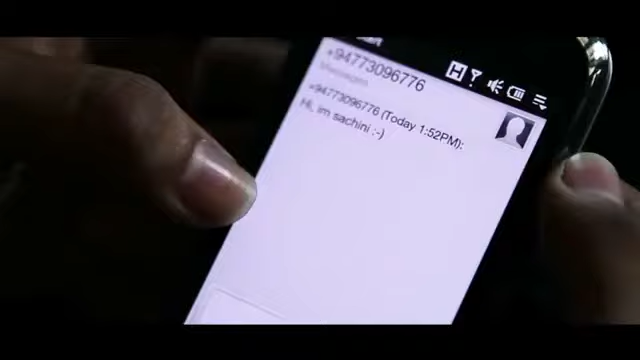 +94773096776
Messages
H
+94773096776 (Today 1:52PM):
Hi, im sachini :-)